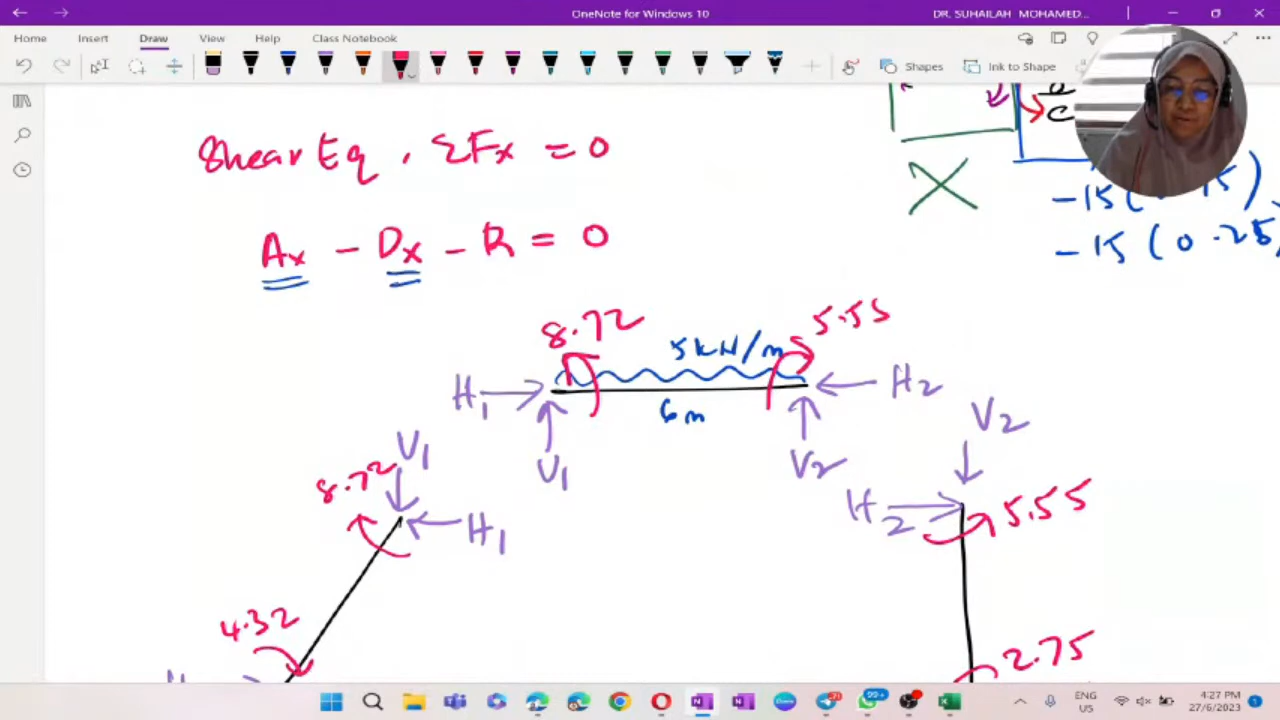 OneNote for Windows 10
DR. SUHAILAH MOHAMED...
Home Insert Draw View Help Class Notebook
Shapes Ink to Shape
Shear Eq, ΣFx = 0
Ax - Dx - R = 0
C
-15(
-15(0.25)
8.72
5kN/m
5.55
H1
6m
H2
V1
V2
V1
8.72
H1
V2
H2
5.55
4.32
2.75
99+
ENG
US
4:27 PM
27/6/2023